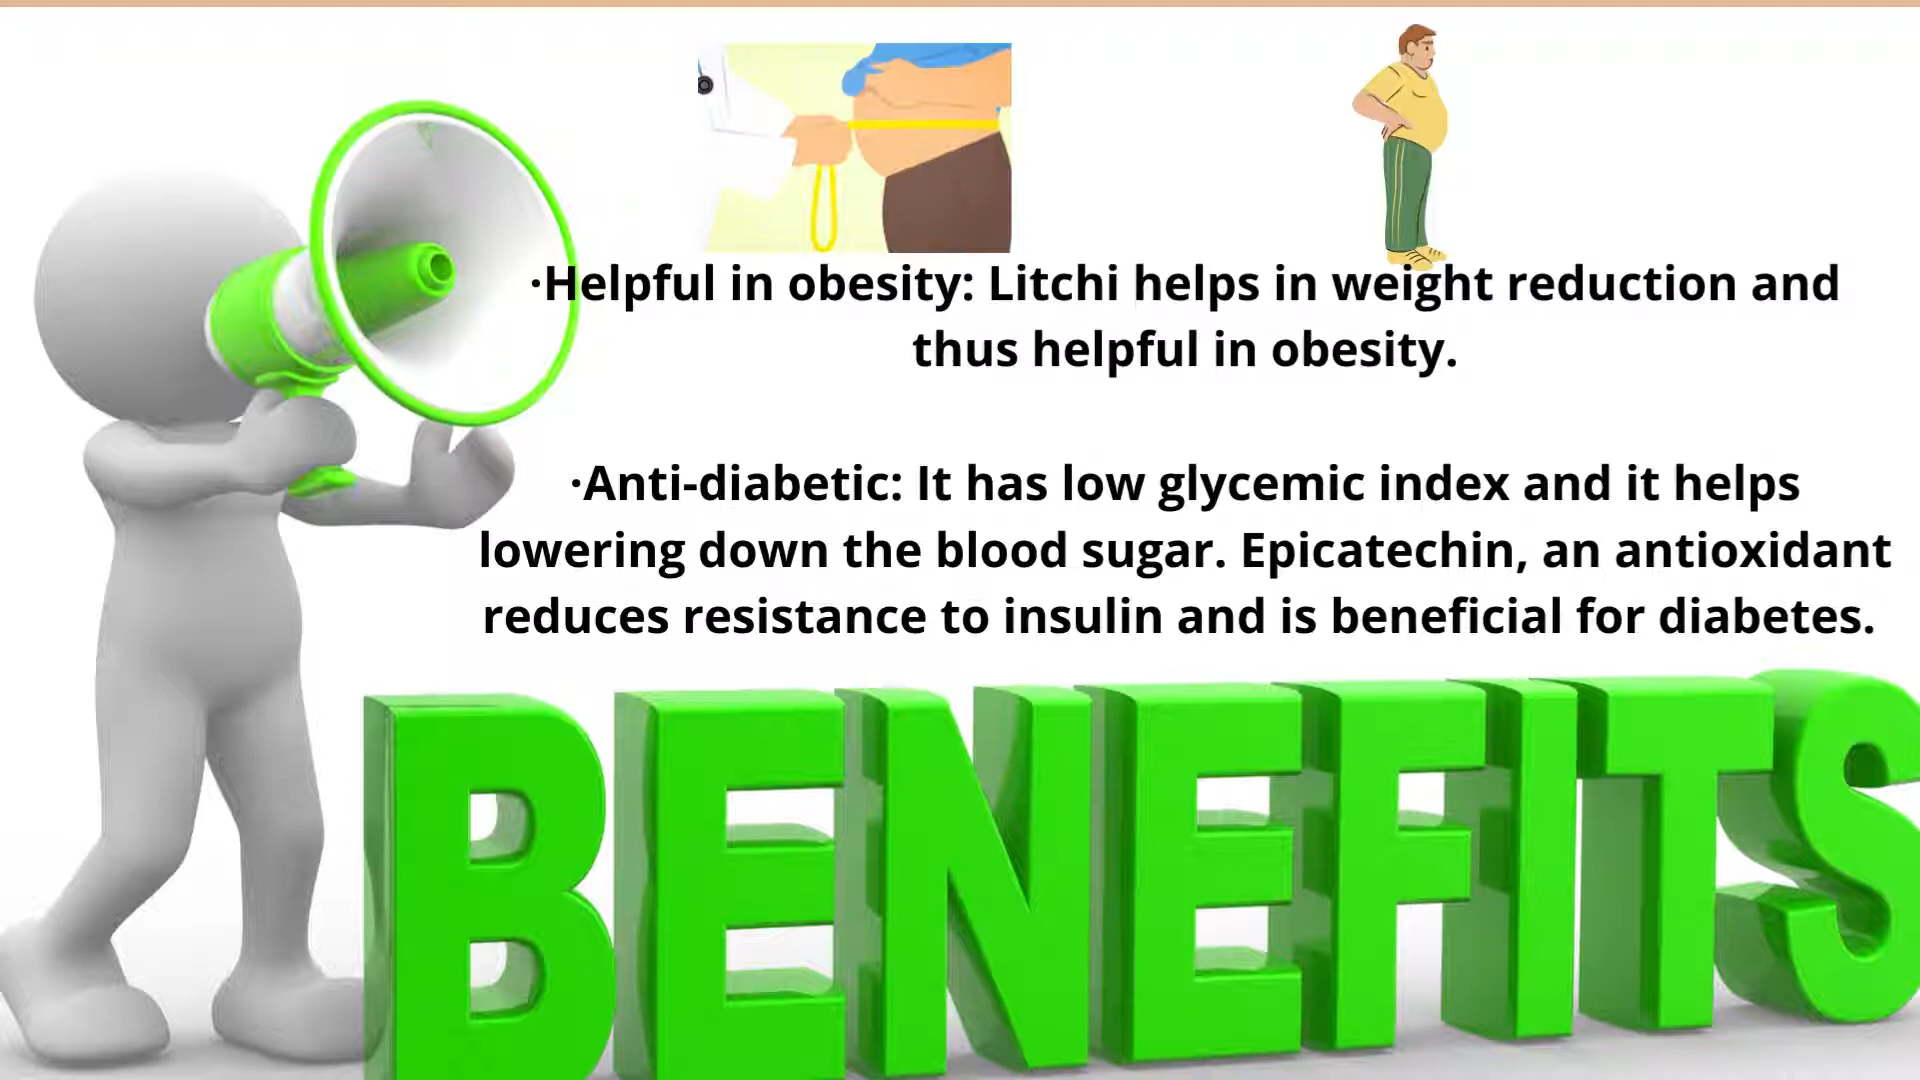 ·Helpful in obesity: Litchi helps in weight reduction and
thus helpful in obesity.
·Anti-diabetic: It has low glycemic index and it helps
lowering down the blood sugar. Epicatechin, an antioxidant
reduces resistance to insulin and is beneficial for diabetes.
BENEFITS